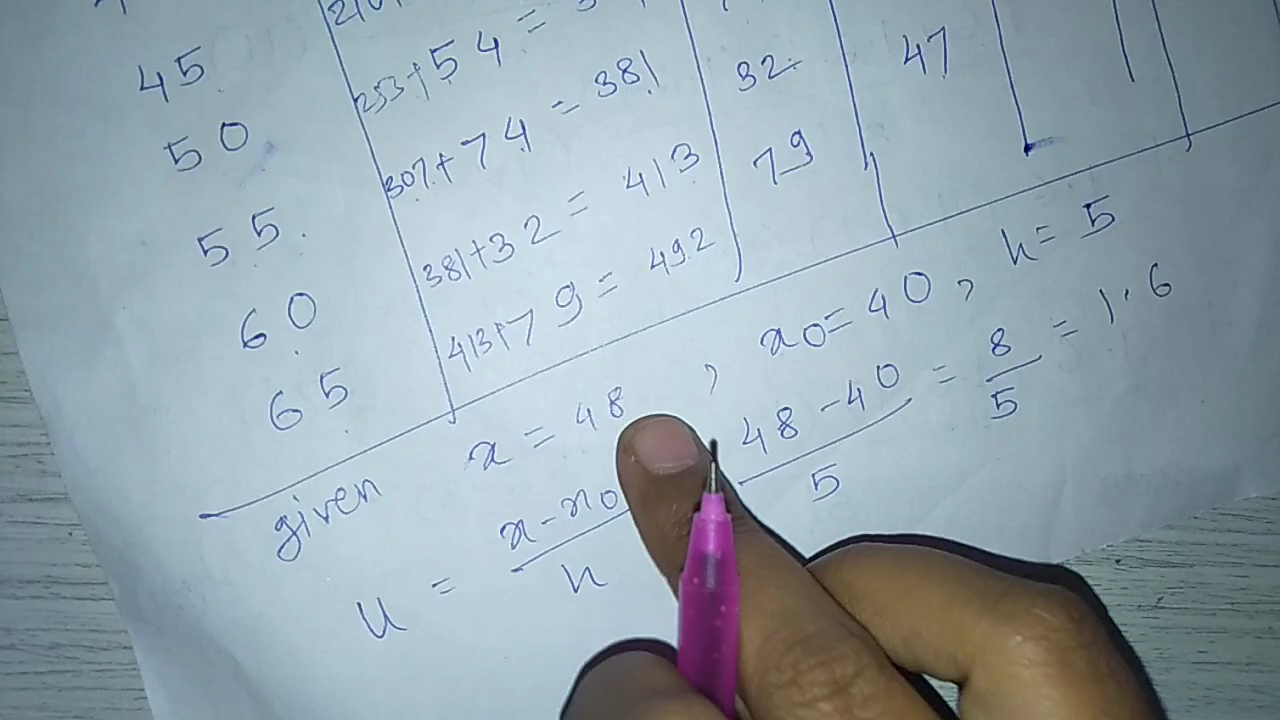 45 253+54 =
50 307+74 = 381 32 47
55 381+32 = 413 79
60 413+79 = 492
65
given x = 48 , x0 = 40 , h = 5
u = x-x0 / h 48-40 / 5 = 8 / 5 = 1.6